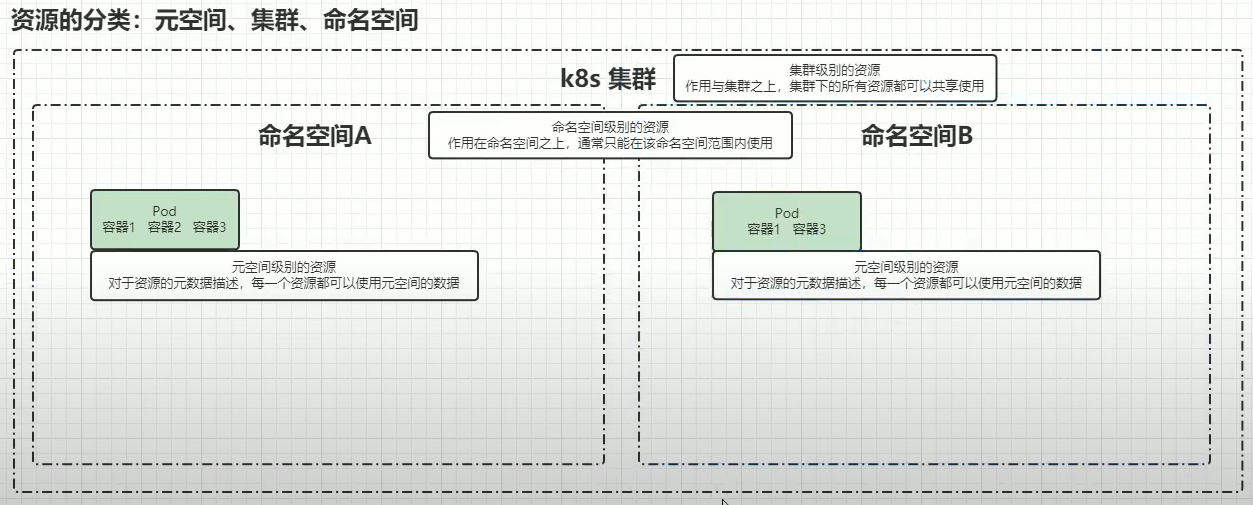 资源的分类：元空间、集群、命名空间
k8s 集群
集群级别的资源
作用与集群之上，集群下的所有资源都可以共享使用
命名空间A
命名空间级别的资源
作用在命名空间之上，通常只能在该命名空间范围内使用
命名空间B
Pod
容器1 容器2 容器3
元空间级别的资源
对于资源的元数据描述，每一个资源都可以使用元空间的数据
Pod
容器1 容器3
元空间级别的资源
对于资源的元数据描述，每一个资源都可以使用元空间的数据